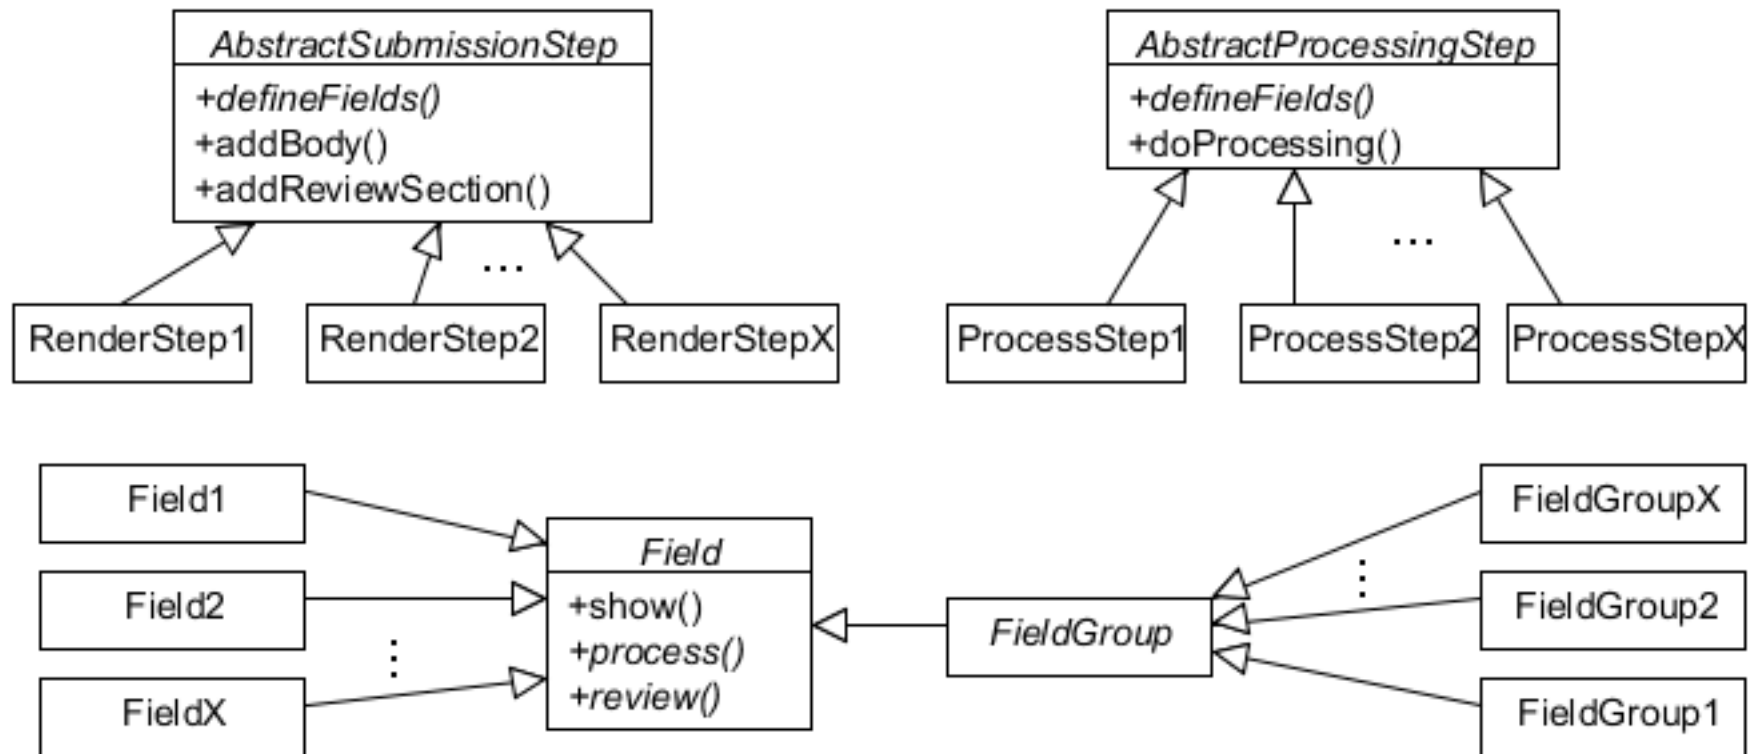 AbstractSubmissionStep
+defineFields()
+addBody()
+addReviewSection()
AbstractProcessingStep
+defineFields()
+doProcessing()
...
...
RenderStep1
RenderStep2
RenderStepX
ProcessStep1
ProcessStep2
ProcessStepX
Field1
Field2
...
FieldX
Field
+show()
+process()
+review()
FieldGroup
FieldGroupX
...
FieldGroup2
FieldGroup1